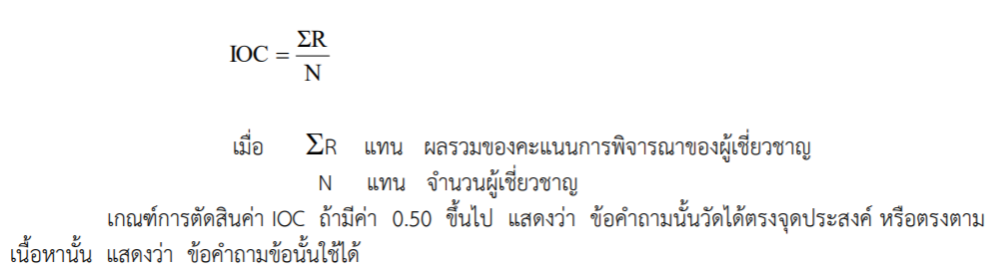 IOC = ΣR/N
เมื่อ ΣR แทน ผลรวมของคะแนนการพิจารณาของผู้เชี่ยวชาญ
N แทน จำนวนผู้เชี่ยวชาญ
เกณฑ์การตัดสินค่า IOC ถ้ามีค่า 0.50 ขึ้นไป แสดงว่า ข้อคำถามนั้นวัดได้ตรงจุดประสงค์ หรือตรงตาม
เนื้อหานั้น แสดงว่า ข้อคำถามข้อนั้นใช้ได้